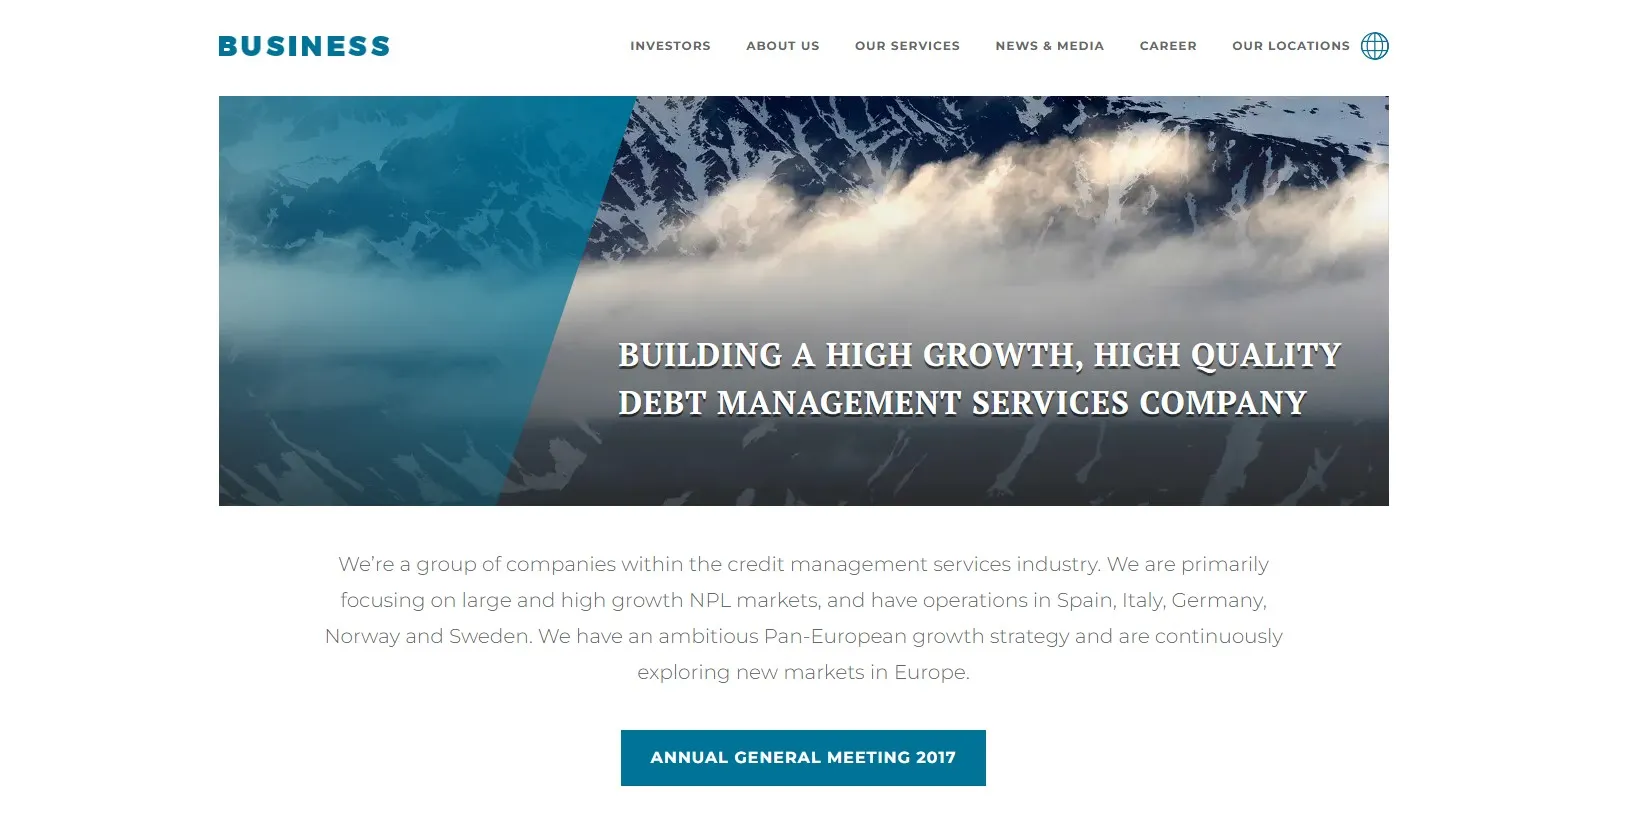 BUSINESS
INVESTORS ABOUT US OUR SERVICES NEWS & MEDIA CAREER OUR LOCATIONS
BUILDING A HIGH GROWTH, HIGH QUALITY
DEBT MANAGEMENT SERVICES COMPANY
We’re a group of companies within the credit management services industry. We are primarily
focusing on large and high growth NPL markets, and have operations in Spain, Italy, Germany,
Norway and Sweden. We have an ambitious Pan-European growth strategy and are continuously
exploring new markets in Europe.
ANNUAL GENERAL MEETING 2017